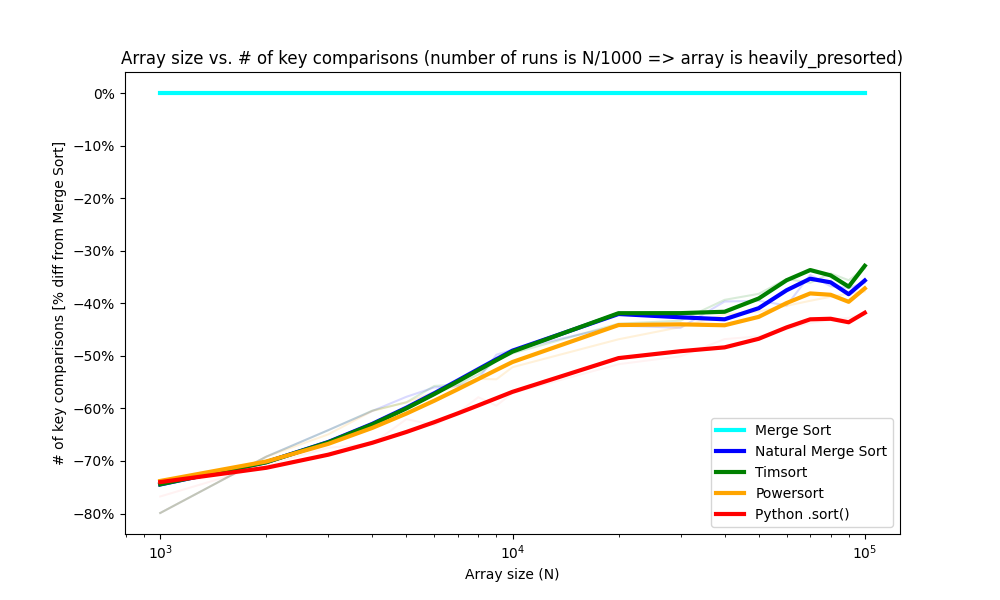 Array size vs. # of key comparisons (number of runs is N/1000 => array is heavily_presorted)
# of key comparisons [% diff from Merge Sort]
0%
−10%
−20%
−30%
−40%
−50%
−60%
−70%
−80%
Merge Sort
Natural Merge Sort
Timsort
Powersort
Python .sort()
10³
10⁴
10⁵
Array size (N)